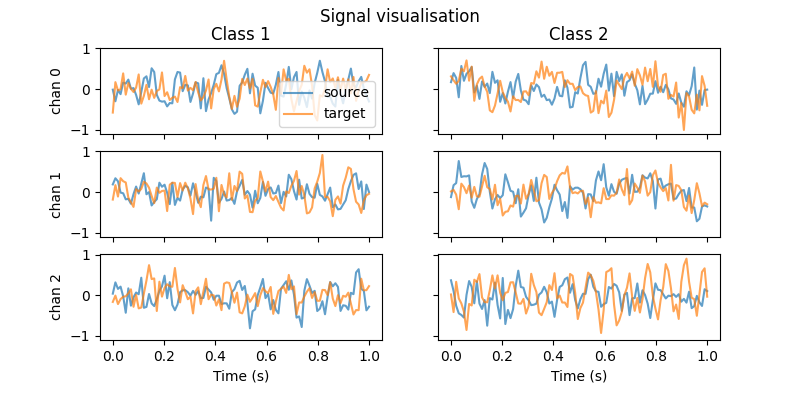 Signal visualisation
Class 1
Class 2
chan 0
1
0
−1
source
target
chan 1
1
0
−1
chan 2
1
0
−1
0.0 0.2 0.4 0.6 0.8 1.0
0.0 0.2 0.4 0.6 0.8 1.0
Time (s)
Time (s)